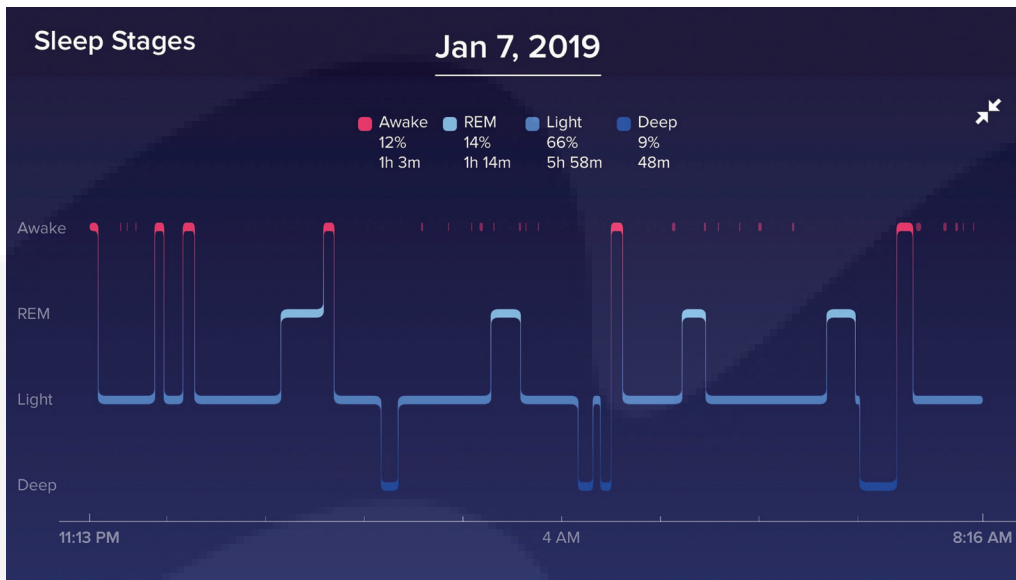 Sleep Stages
Jan 7, 2019
Awake REM Light Deep
12% 14% 66% 9%
1h 3m 1h 14m 5h 58m 48m
Awake
REM
Light
Deep
11:13 PM 4 AM 8:16 AM